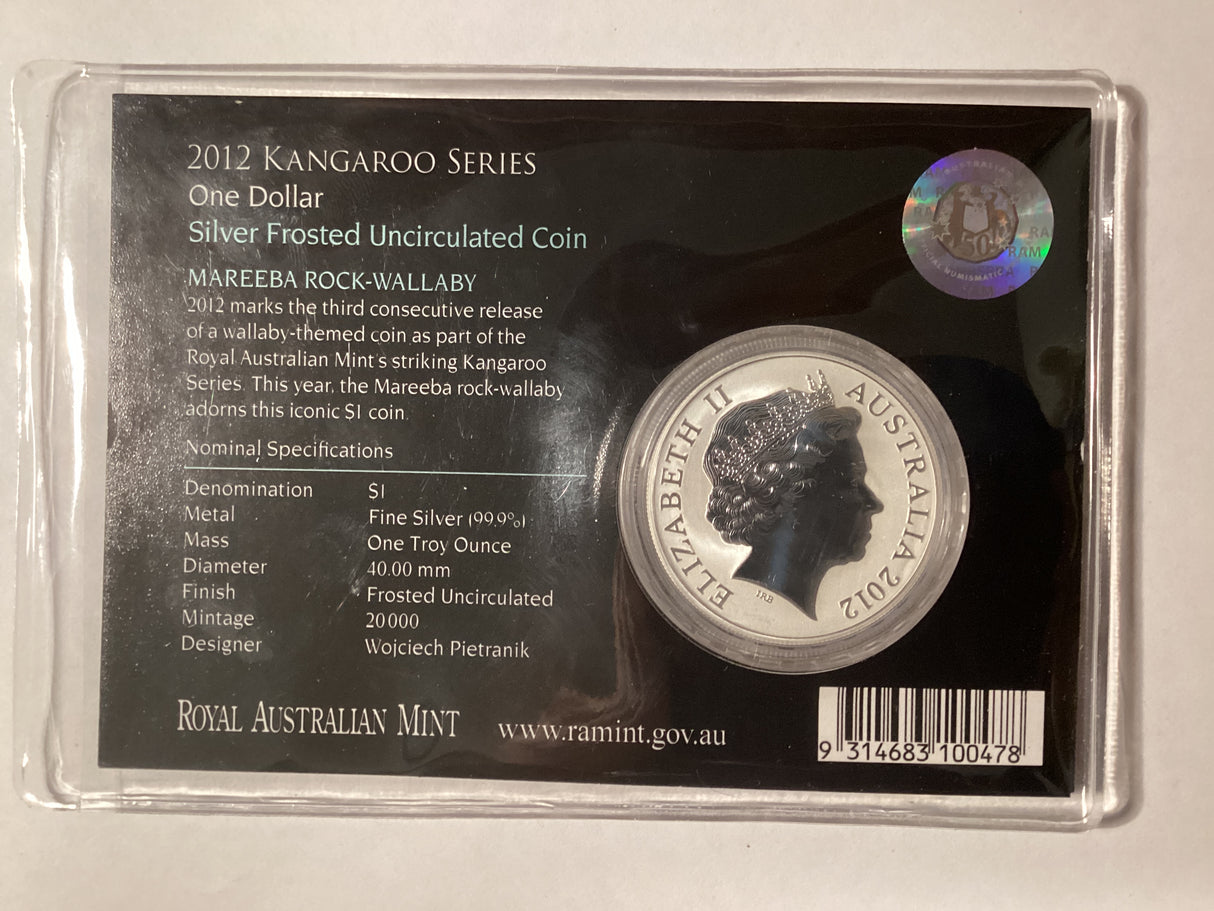 2012 KANGAROO SERIES
One Dollar
Silver Frosted Uncirculated Coin
MAREEBA ROCK-WALLABY
2012 marks the third consecutive release
of a wallaby-themed coin as part of the
Royal Australian Mint's striking Kangaroo
Series. This year, the Mareeba rock-wallaby
adorns this iconic $1 coin.
Nominal Specifications
Denomination $1
Metal Fine Silver (99.9%)
Mass One Troy Ounce
Diameter 40.00 mm
Finish Frosted Uncirculated
Mintage 20000
Designer Wojciech Pietranik
ROYAL AUSTRALIAN MINT www.ramint.gov.au
ELIZABETH II AUSTRALIA 2012
IRB
AUSTRALIAN
NUMISMATIC
50
RAM
9 314683 100478